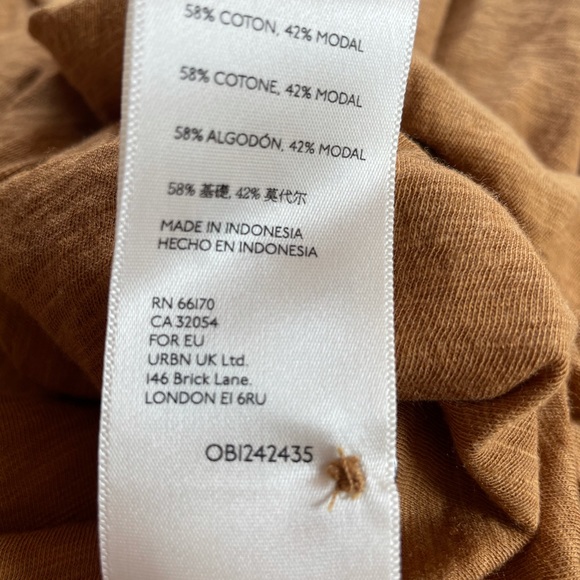 58% COTON, 42% MODAL
58% COTONE, 42% MODAL
58% ALGODÓN, 42% MODAL
58% 基礎, 42% 莫代尔
MADE IN INDONESIA
HECHO EN INDONESIA
RN 66170
CA 32054
FOR EU
URBN UK Ltd.
146 Brick Lane.
LONDON E1 6RU
OB1242435